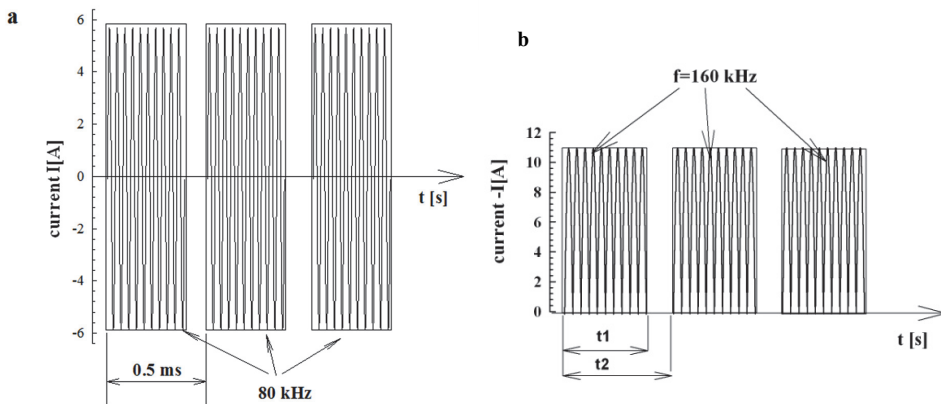 a
6
4
2
0
-2
-4
-6
current I[A]
t [s]
0.5 ms
80 kHz
b
f=160 kHz
12
10
8
6
4
2
0
current -I[A]
t [s]
t1
t2